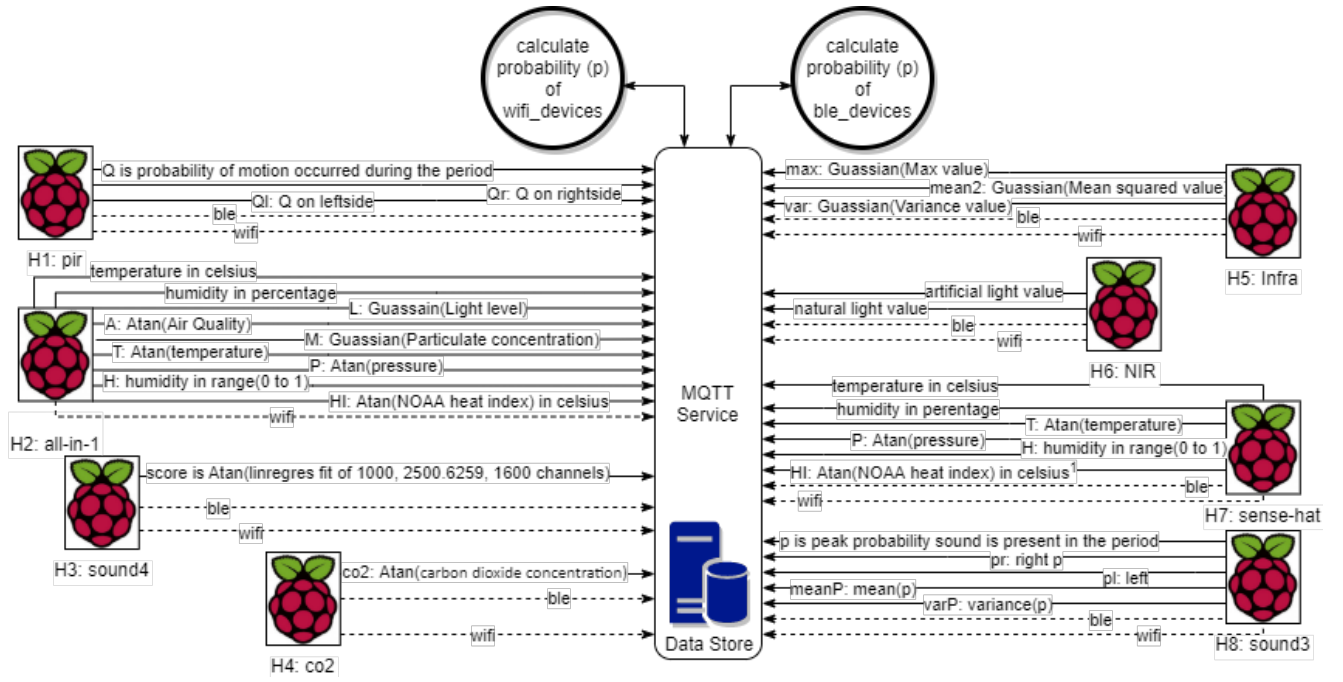 calculate
probability (p)
of
wifi_devices
calculate
probability (p)
of
ble_devices
Q is probability of motion occurred during the period
Qr: Q on rightside
Ql: Q on leftside
ble
wifi
H1: pir
temperature in celsius
humidity in percentage
L: Guassain(Light level)
A: Atan(Air Quality)
M: Guassian(Particulate concentration)
T: Atan(temperature)
P: Atan(pressure)
H: humidity in range(0 to 1)
HI: Atan(NOAA heat index) in celsius
wifi
H2: all-in-1
score is Atan(linregres fit of 1000, 2500.6259, 1600 channels)
ble
wifi
H3: sound4
co2: Atan(carbon dioxide concentration)
ble
wifi
H4: co2
MQTT
Service
Data Store
max: Guassian(Max value)
mean2: Guassian(Mean squared value
var: Guassian(Variance value)
ble
wifi
H5: Infra
artificial light value
natural light value
ble
wifi
H6: NIR
temperature in celsius
humidity in perentage
T: Atan(temperature)
P: Atan(pressure)
H: humidity in range(0 to 1)
HI: Atan(NOAA heat index) in celsius1
ble
wifi
H7: sense-hat
p is peak probability sound is present in the period
pr: right p
pl: left
meanP: mean(p)
varP: variance(p)
ble
wifi
H8: sound3